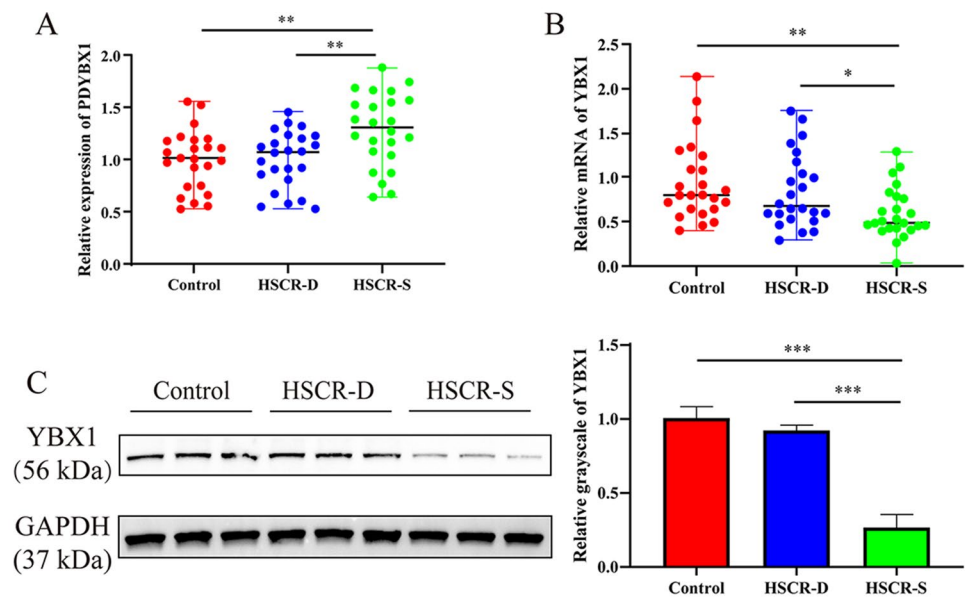 A
**
**
Relative expression of PDYBX1
2.0
1.5
1.0
0.5
0.0
Control HSCR-D HSCR-S
B
**
*
Relative mRNA of YBX1
2.5
2.0
1.5
1.0
0.5
0.0
Control HSCR-D HSCR-S
C
Control HSCR-D HSCR-S
YBX1
(56 kDa)
GAPDH
(37 kDa)
***
***
Relative grayscale of YBX1
1.5
1.0
0.5
0.0
Control HSCR-D HSCR-S